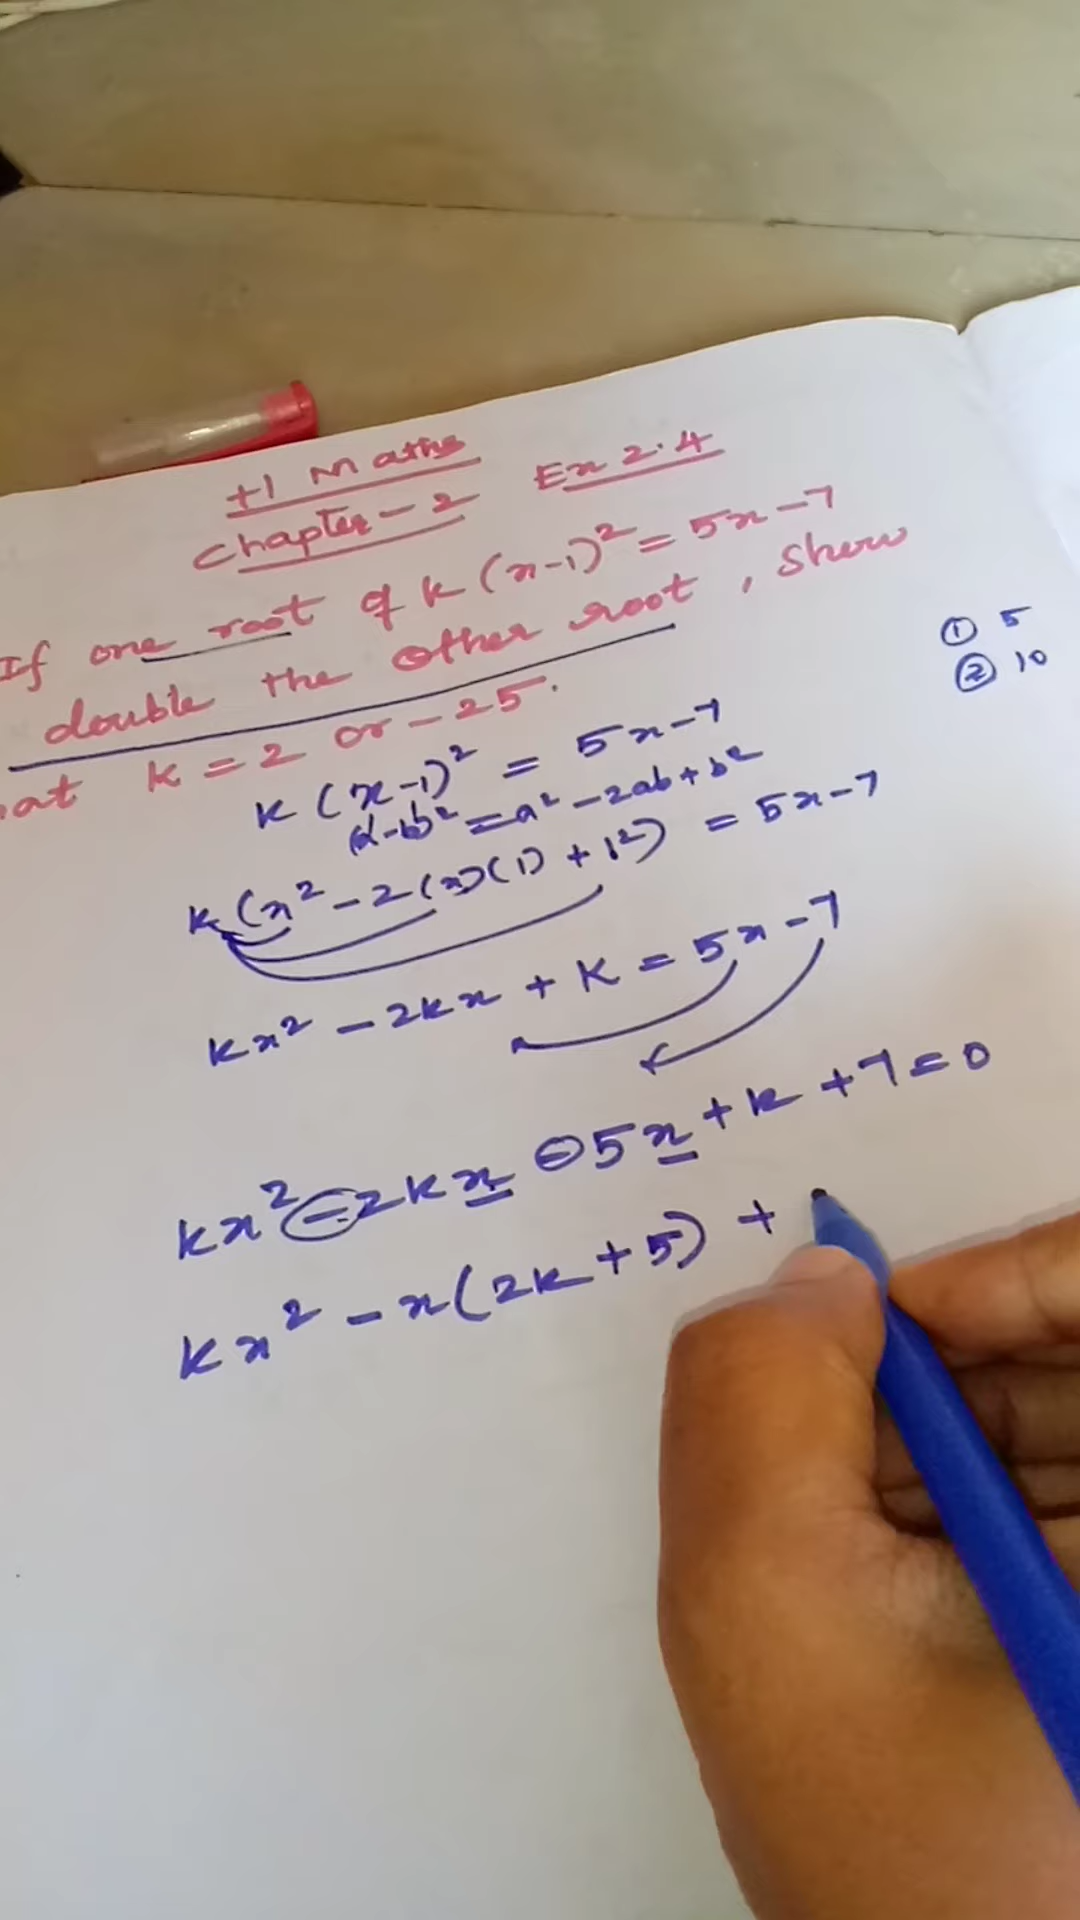 +1 Maths
Chapter-2 Ex 2.4
If one root of k(x-1)² = 5x-7
double the other root, show
k = 2 or -25.
① 5
② 10
k(x-1)² = 5x-7
(a-b)² = a² - 2ab + b²
k(x² - 2(x)(1) + 1²) = 5x-7
kx² - 2kx + k = 5x-7
kx² - 2kx - 5x + k + 7 = 0
kx² - x(2k+5) +